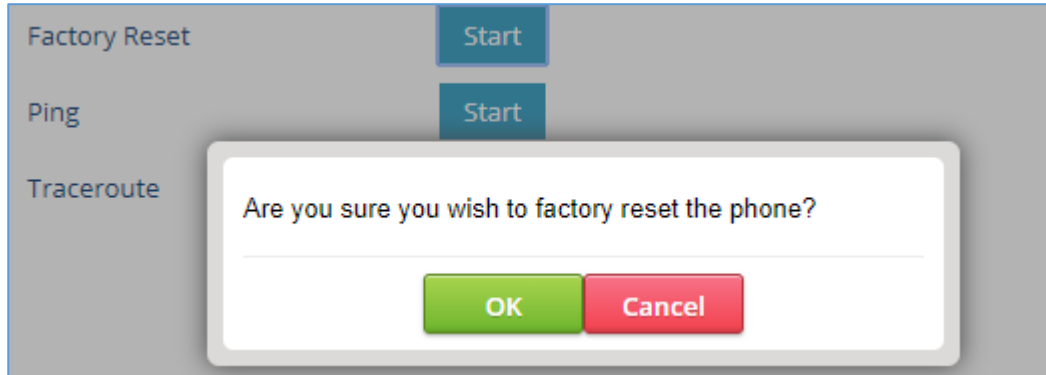 Factory Reset Start
Ping Start
Traceroute
Are you sure you wish to factory reset the phone?
OK Cancel